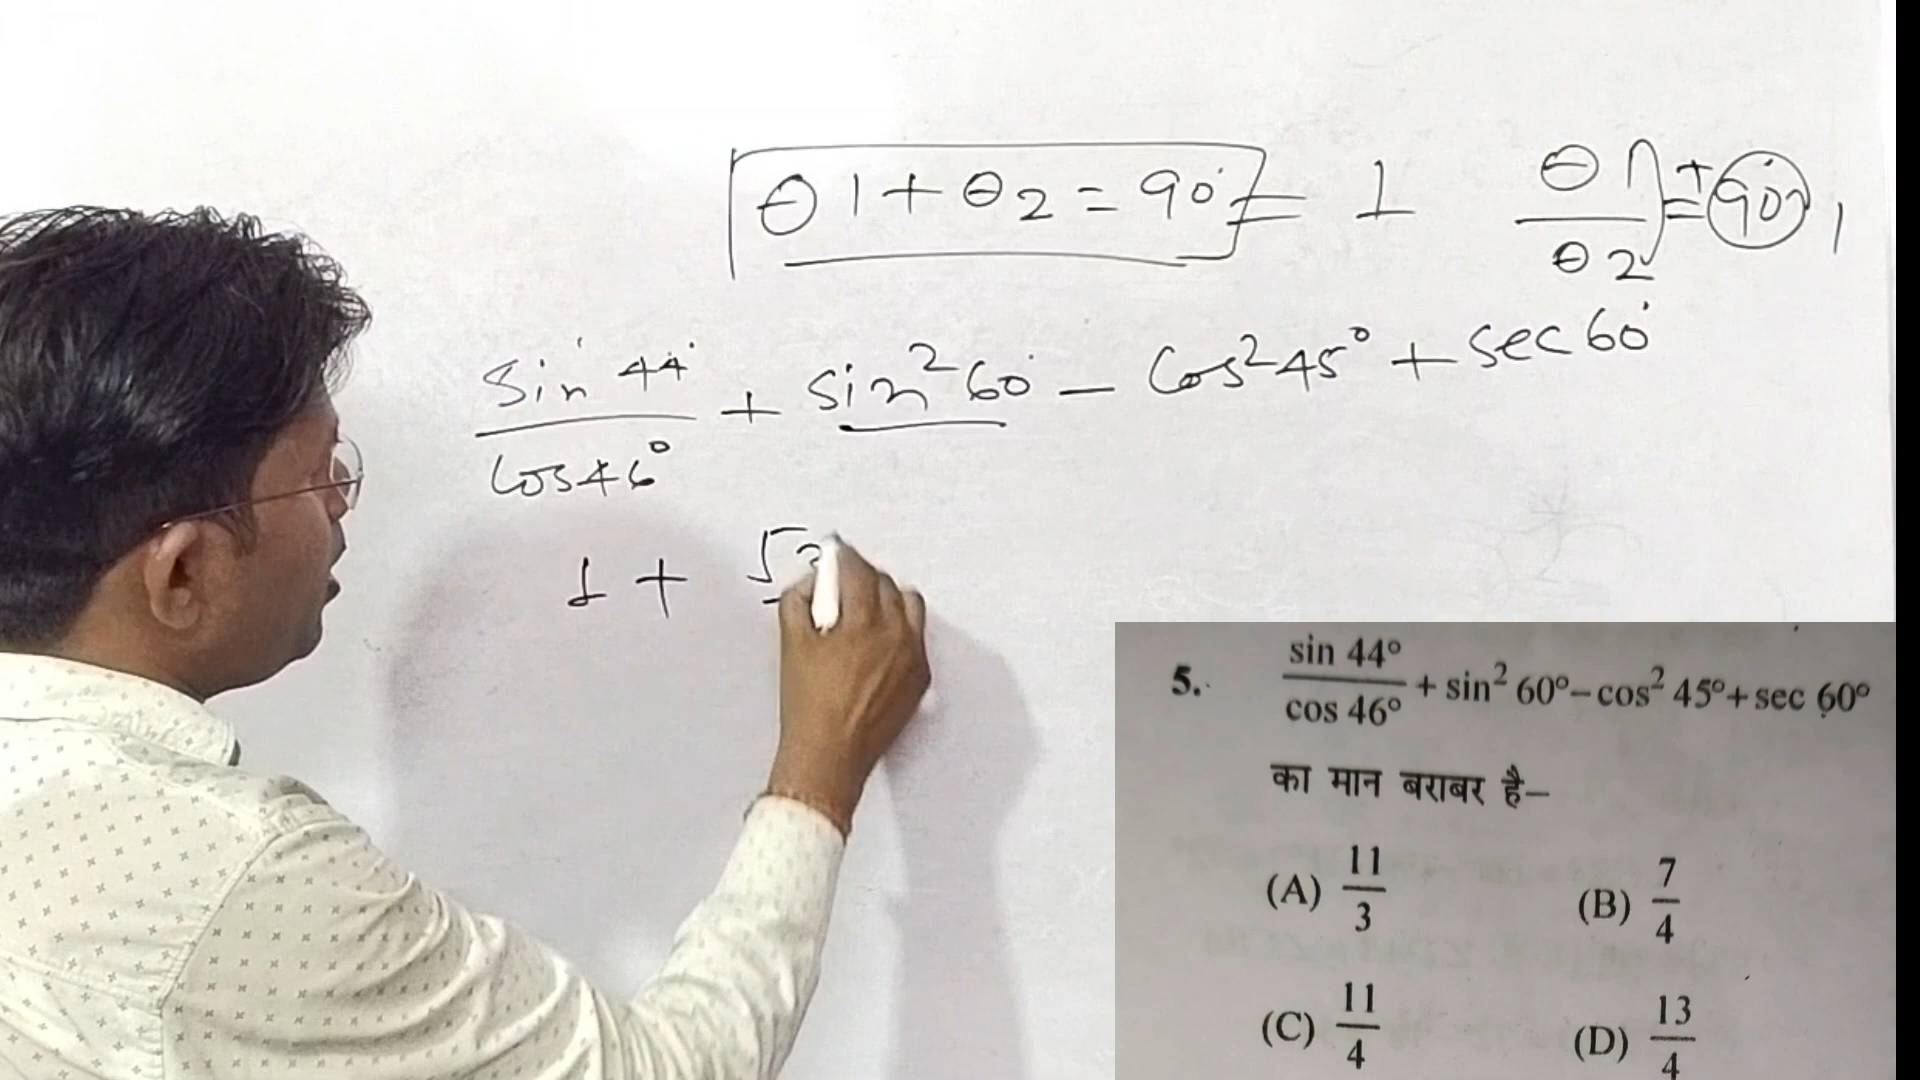 θ1 + θ2 = 90° = 1 θ1 / θ2 + = 90°, 1
sin 44° / cos 46° + sin² 60° – cos² 45° + sec 60°
1 + √3
5. sin 44° / cos 46° + sin² 60° – cos² 45° + sec 60°
का मान बराबर है–
(A) 11/3 (B) 7/4
(C) 11/4 (D) 13/4